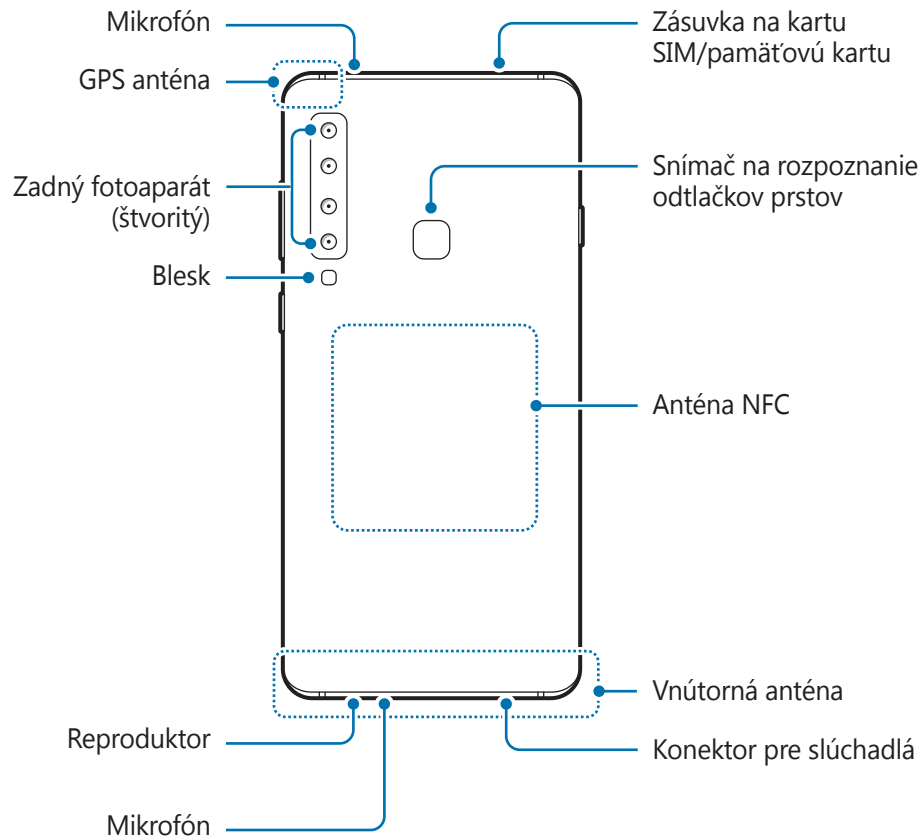 Mikrofón
GPS anténa
Zadný fotoaparát
(štvoritý)
Blesk
Reproduktor
Mikrofón
Zásuvka na kartu
SIM/pamäťovú kartu
Snímač na rozpoznanie
odtlačkov prstov
Anténa NFC
Vnútorná anténa
Konektor pre slúchadlá